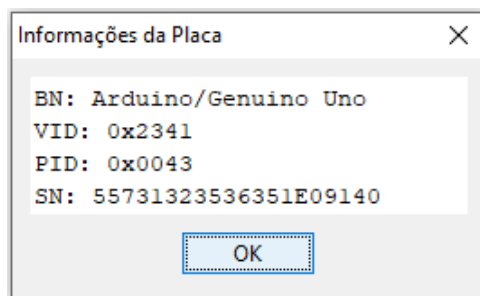 Informações da Placa
BN: Arduino/Genuino Uno
VID: 0x2341
PID: 0x0043
SN: 55731323536351E09140
OK